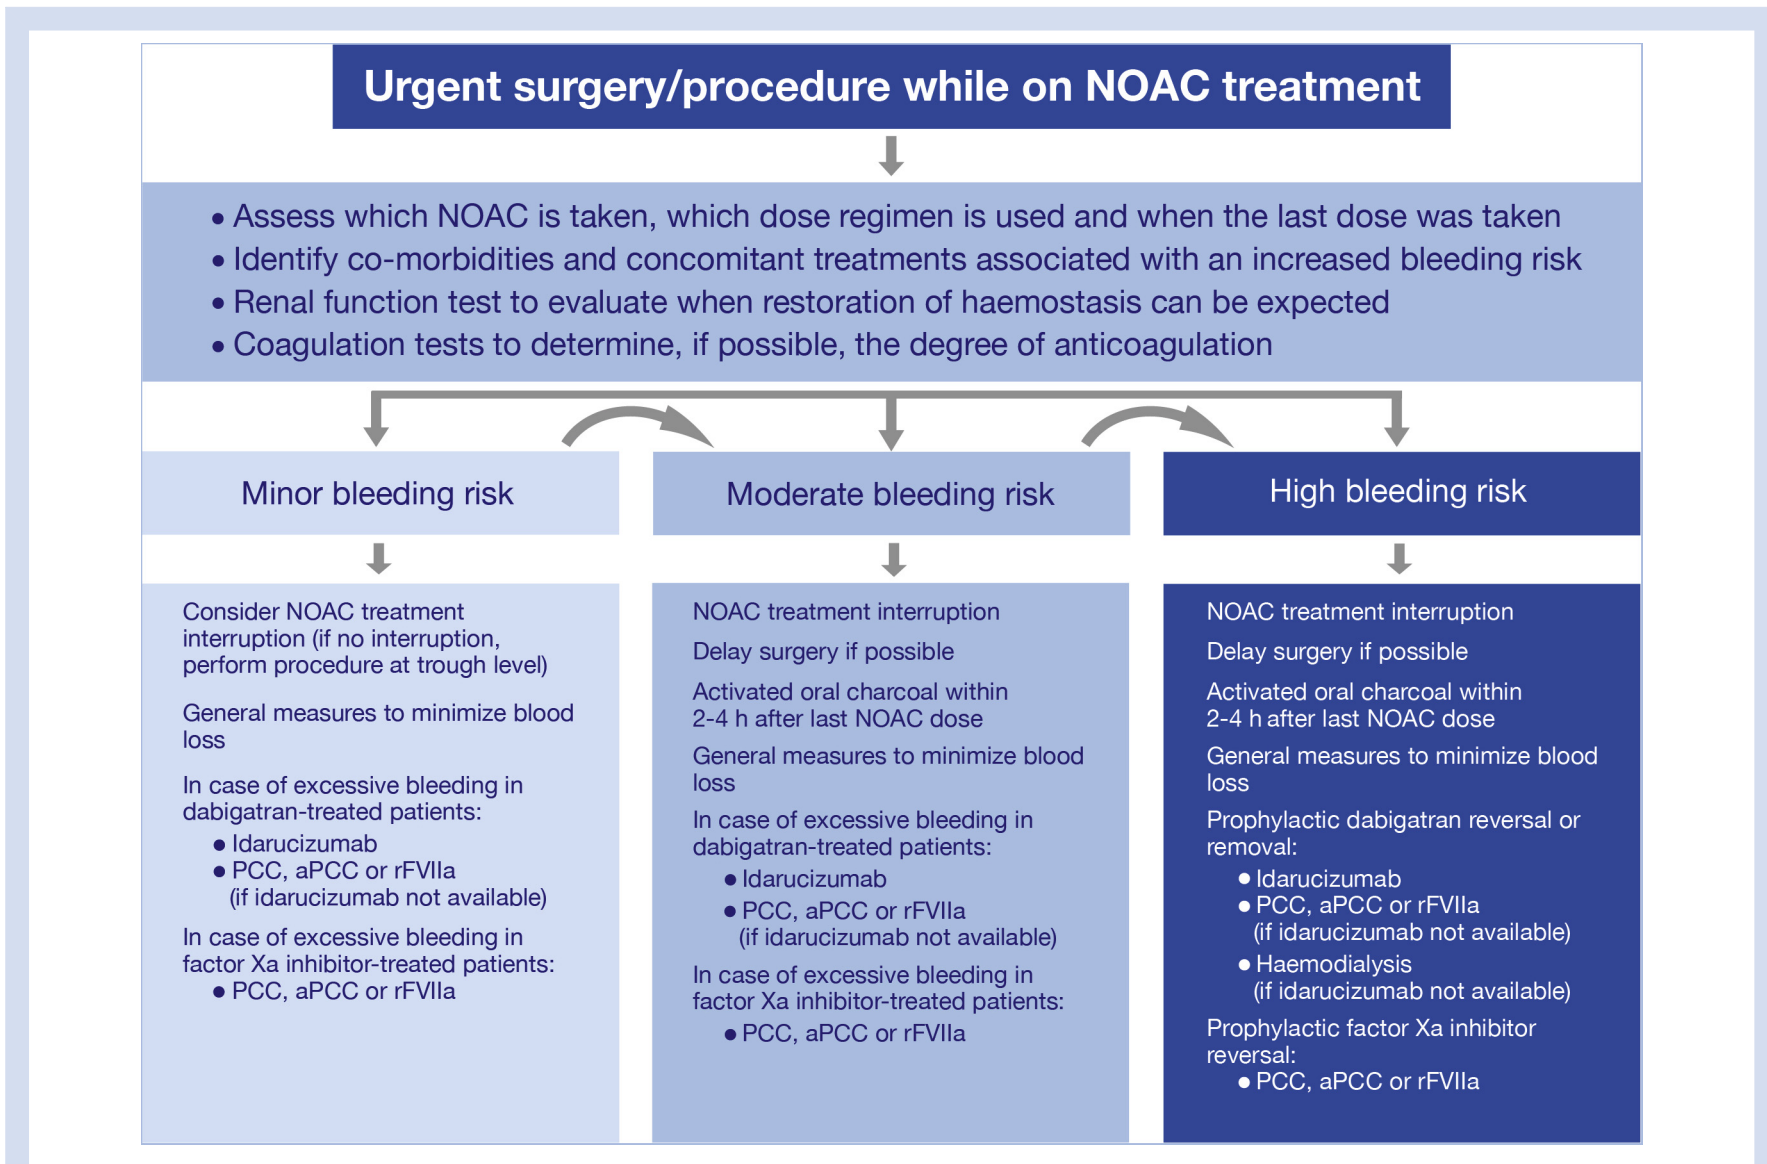 Urgent surgery/procedure while on NOAC treatment
• Assess which NOAC is taken, which dose regimen is used and when the last dose was taken
• Identify co-morbidities and concomitant treatments associated with an increased bleeding risk
• Renal function test to evaluate when restoration of haemostasis can be expected
• Coagulation tests to determine, if possible, the degree of anticoagulation
Minor bleeding risk
Consider NOAC treatment
interruption (if no interruption,
perform procedure at trough level)
General measures to minimize blood
loss
In case of excessive bleeding in
dabigatran-treated patients:
• Idarucizumab
• PCC, aPCC or rFVIIa
(if idarucizumab not available)
In case of excessive bleeding in
factor Xa inhibitor-treated patients:
• PCC, aPCC or rFVIIa
Moderate bleeding risk
NOAC treatment interruption
Delay surgery if possible
Activated oral charcoal within
2-4 h after last NOAC dose
General measures to minimize blood
loss
In case of excessive bleeding in
dabigatran-treated patients:
• Idarucizumab
• PCC, aPCC or rFVIIa
(if idarucizumab not available)
In case of excessive bleeding in
factor Xa inhibitor-treated patients:
• PCC, aPCC or rFVIIa
High bleeding risk
NOAC treatment interruption
Delay surgery if possible
Activated oral charcoal within
2-4 h after last NOAC dose
General measures to minimize blood
loss
Prophylactic dabigatran reversal or
removal:
• Idarucizumab
• PCC, aPCC or rFVIIa
(if idarucizumab not available)
• Haemodialysis
(if idarucizumab not available)
Prophylactic factor Xa inhibitor
reversal:
• PCC, aPCC or rFVIIa